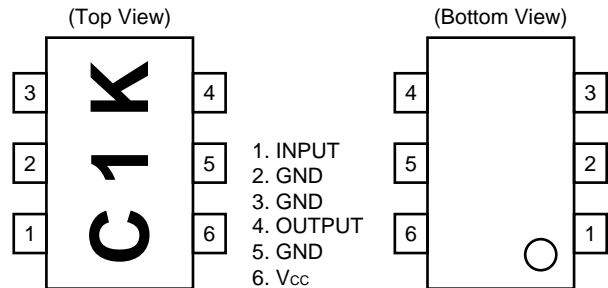 (Top View)
(Bottom View)
3
4
2
5
1
6
C1K
1. INPUT
2. GND
3. GND
4. OUTPUT
5. GND
6. Vcc
4
3
5
2
6
1